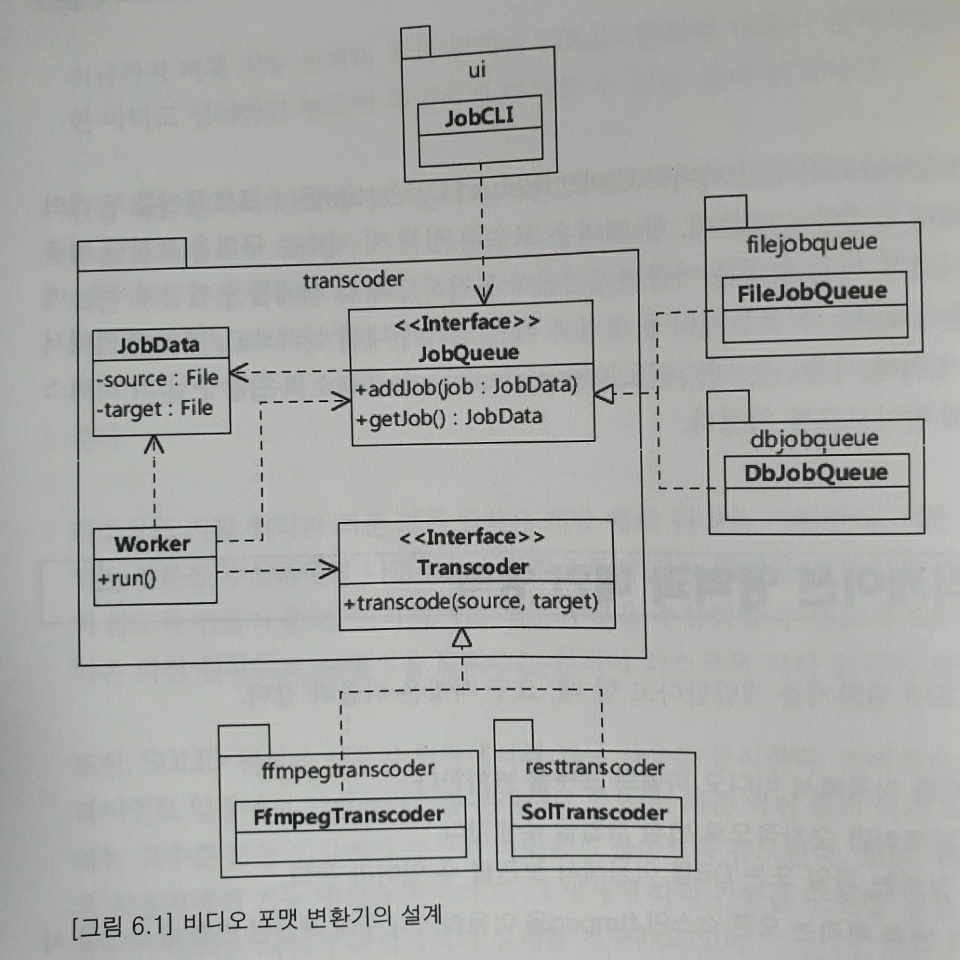 ui
JobCLI
transcoder
filejobqueue
FileJobQueue
<<Interface>>
JobQueue
+addJob(job : JobData)
+getJob() : JobData
JobData
-source : File
-target : File
dbjobqueue
DbJobQueue
Worker
+run()
<<Interface>>
Transcoder
+transcode(source, target)
ffmpegtranscoder
FfmpegTranscoder
resttranscoder
SolTranscoder
[그림 6.1] 비디오 포맷 변환기의 설계